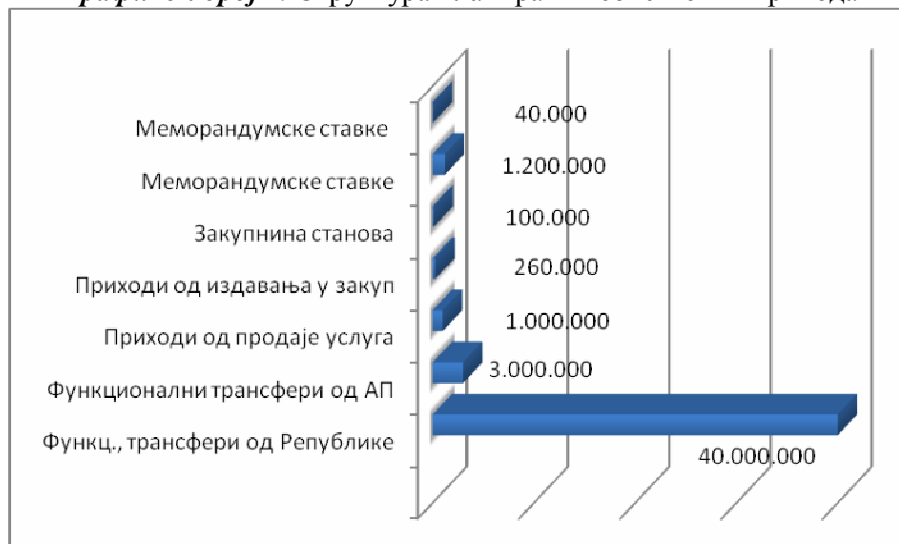 Меморандумске ставке 40.000
Меморандумске ставке 1.200.000
Закупнина станова 100.000
Приходи од издавања у закуп 260.000
Приходи од продаје услуга 1.000.000
Функционални трансфери од АП 3.000.000
Функц., трансфери од Републике 40.000.000